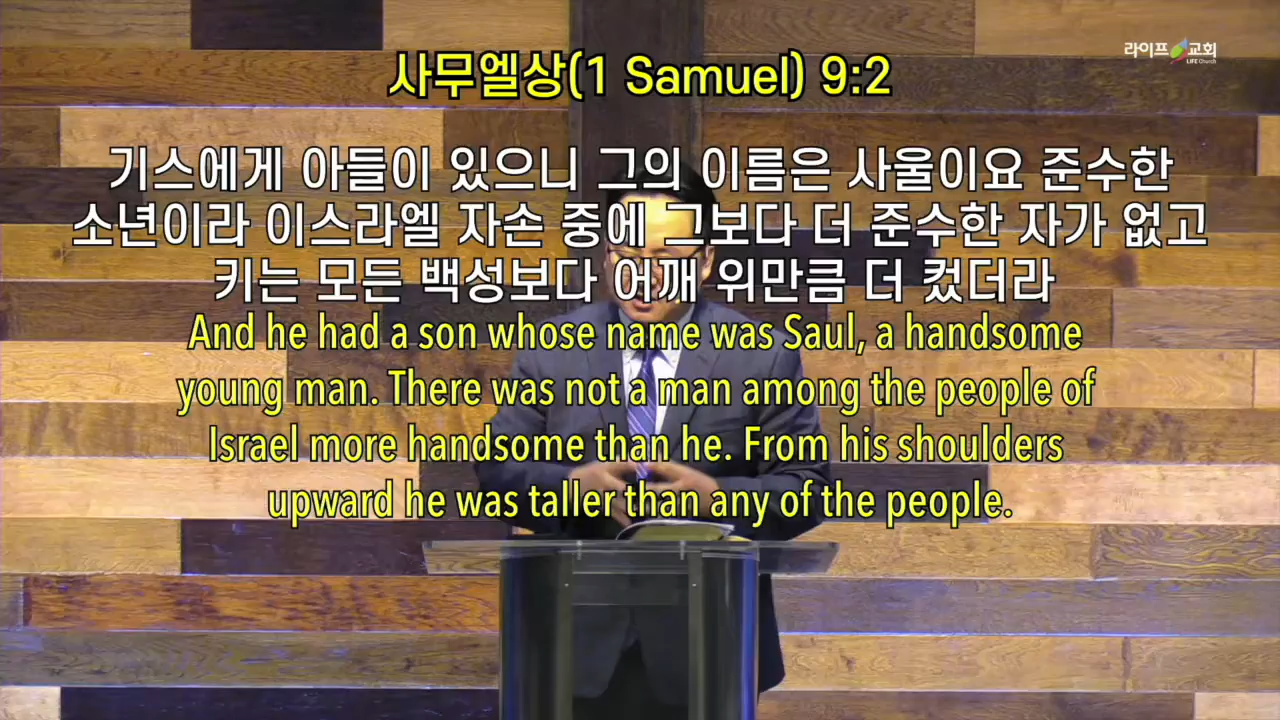 라이프 교회
LIFE Church
사무엘상(1 Samuel) 9:2
기스에게 아들이 있으니 그의 이름은 사울이요 준수한
소년이라 이스라엘 자손 중에 그보다 더 준수한 자가 없고
키는 모든 백성보다 어깨 위만큼 더 컸더라
And he had a son whose name was Saul, a handsome
young man. There was not a man among the people of
Israel more handsome than he. From his shoulders
upward he was taller than any of the people.